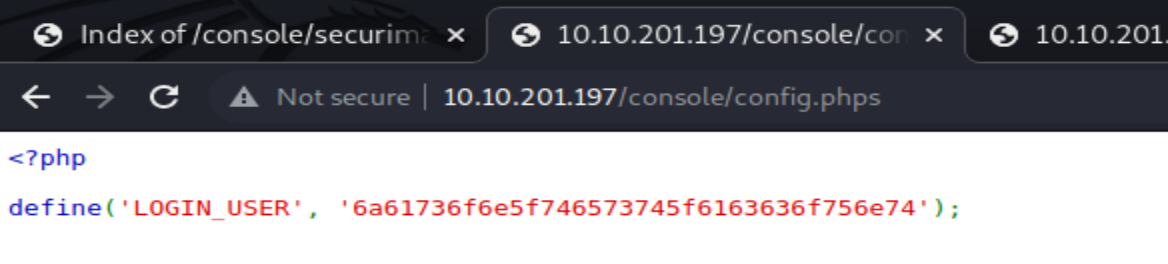 Index of /console/securima
10.10.201.197/console/con
10.10.201.
Not secure | 10.10.201.197/console/config.phps
<?php
define('LOGIN_USER', '6a61736f6e5f746573745f6163636f756e74');